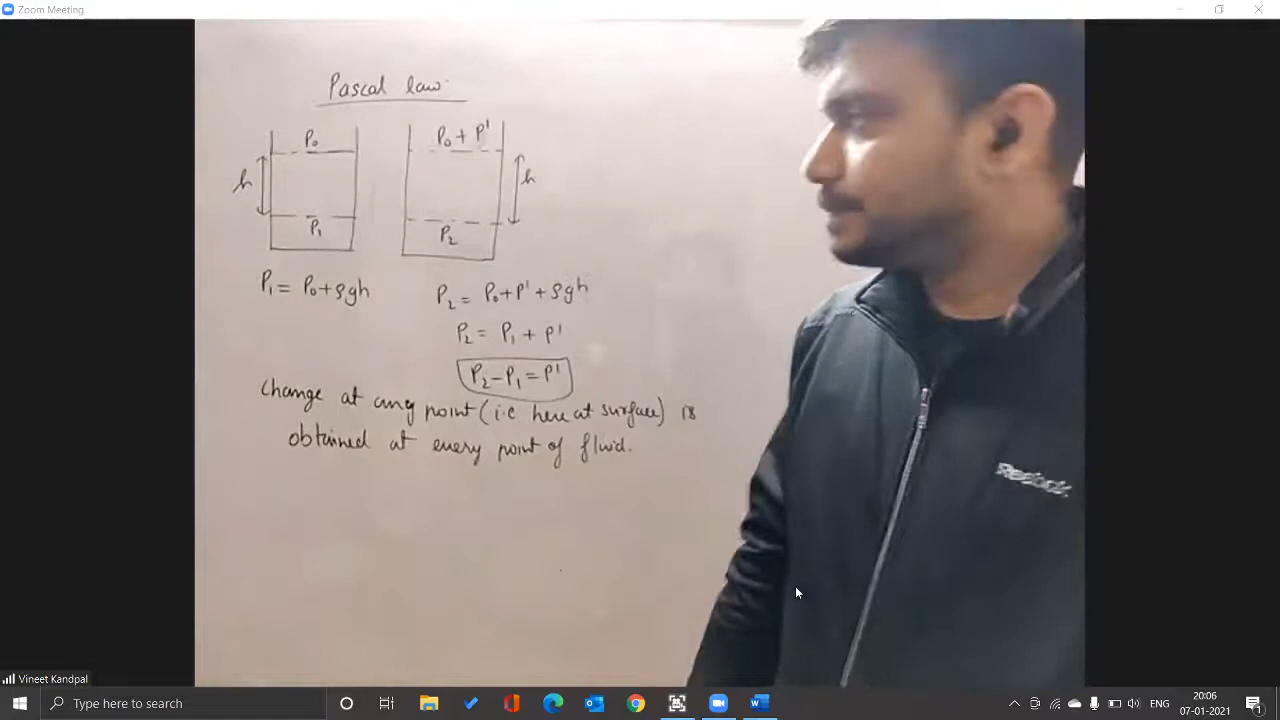 Zoom Meeting
Pascal law
P₀
P₀ + P'
h
h
P₁
P₂
P₁ = P₀ + ρgh
P₂ = P₀ + P' + ρgh
P₂ = P₁ + P'
P₂ - P₁ = P'
Change at any point (i.e here at surface) is
obtained at every point of fluid.
Reebok
Vineet Kandpal
Type here to search
ENG
20:06
07-01-2021
1